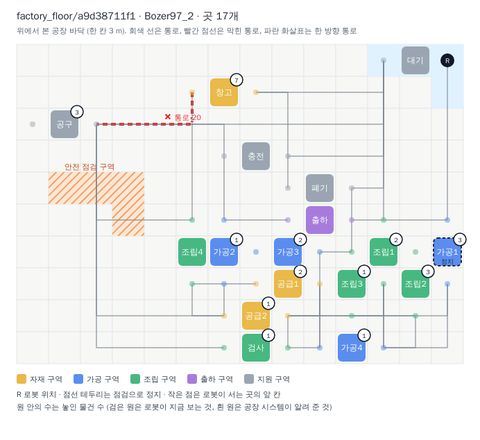 factory_floor/a9d38711f1 · Bozer97_2 · 곳 17개
위에서 본 공장 바닥 (한 칸 3 m). 회색 선은 통로, 빨간 점선은 막힌 통로, 파란 화살표는 한 방향 통로
대기
R
창고
7
공구
3
✕ 통로 20
충전
안전 점검 구역
폐기
출하
조립4
가공2
1
가공3
2
조립1
2
가공1
3
정지
공급1
2
조립3
1
조립2
3
공급2
1
검사
1
가공4
1
자재 구역
가공 구역
조립 구역
출하 구역
지원 구역
R 로봇 위치 · 점선 테두리는 점검으로 정지 · 작은 점은 로봇이 서는 곳의 앞 칸
원 안의 수는 놓인 물건 수 (검은 원은 로봇이 지금 보는 것, 흰 원은 공장 시스템이 알려 준 것)